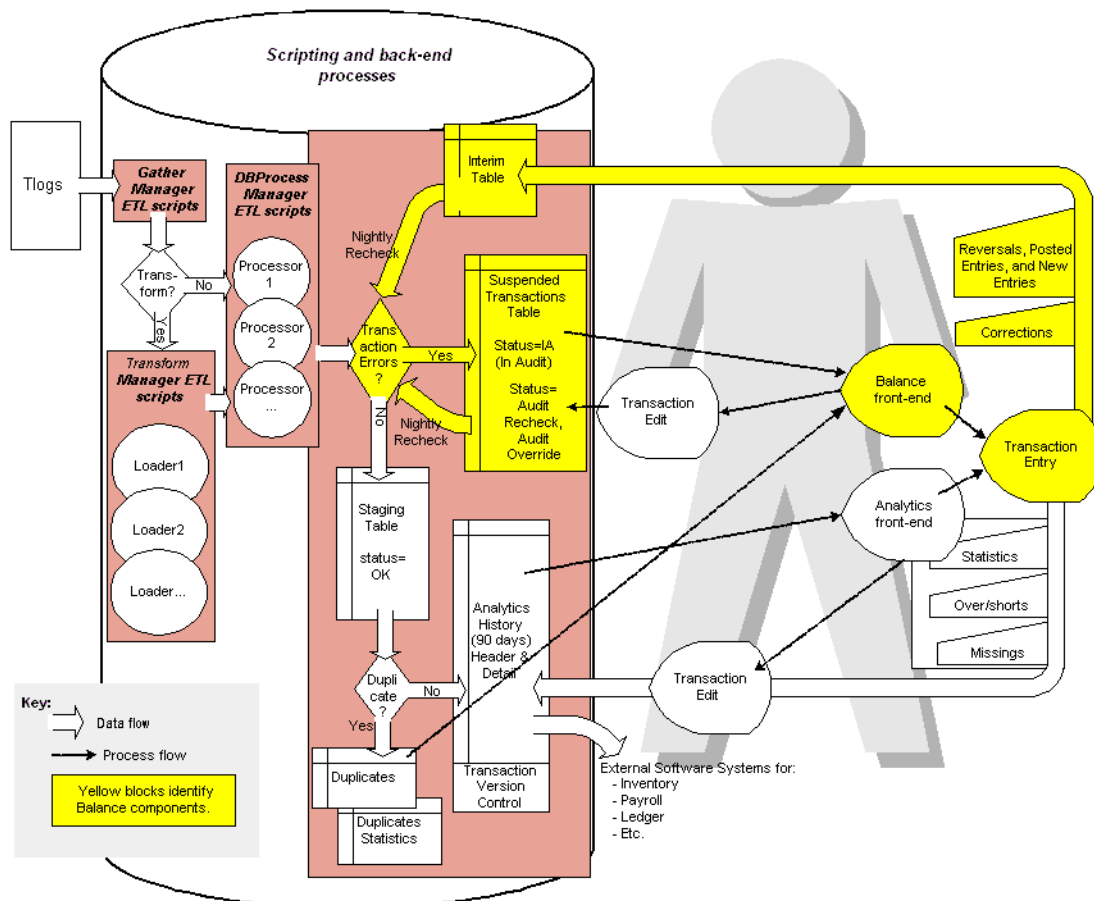 Scripting and back-end
processes
Tlogs
Gather
Manager
ETL scripts
DBProcess
Manager
ETL scripts
Trans-
form?
No
Yes
Processor
1
Processor
2
Processor
...
Transform
Manager ETL
scripts
Loader1
Loader2
Loader...
Interim
Table
Nightly
Recheck
Trans
action
Errors
?
Yes
No
Nightly
Recheck
Suspended
Transactions
Table
Status=IA
(In Audit)
Status=
Audit
Recheck,
Audit
Override
Staging
Table
status=
OK
Dupli
cate
?
No
Yes
Duplicates
Duplicates
Statistics
Analytics
History
(90 days)
Header &
Detail
Transaction
Version
Control
Transaction
Edit
Balance
front-end
Transaction
Entry
Analytics
front-end
Transaction
Edit
Reversals, Posted
Entries, and New
Entries
Corrections
Statistics
Over/shorts
Missings
External Software Systems for:
- Inventory
- Payroll
- Ledger
- Etc.
Key:
Data flow
Process flow
Yellow blocks identify
Balance components.